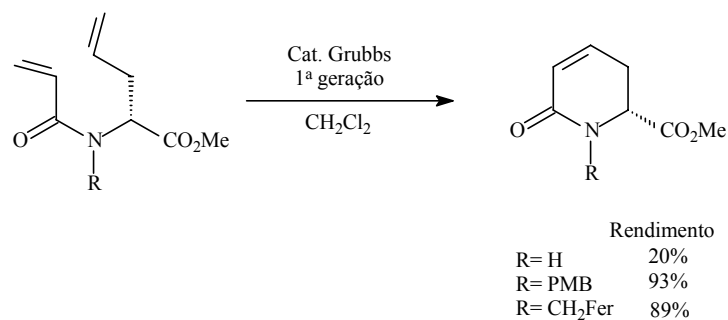 Cat. Grubbs
1ª geração
CH₂Cl₂
O
N
R
CO₂Me
O
N
R
CO₂Me
Rendimento
R= H 20%
R= PMB 93%
R= CH₂Fer 89%